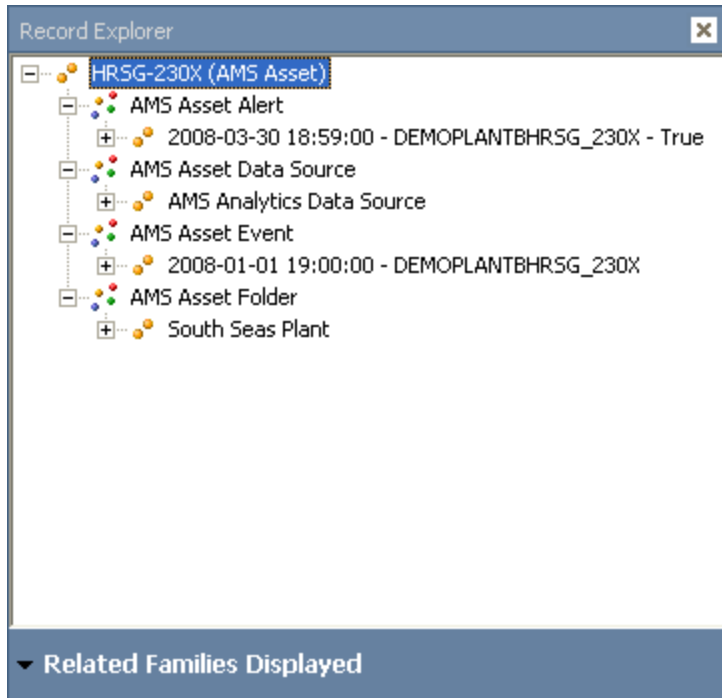 Record Explorer
HRSG-230X (AMS Asset)
AMS Asset Alert
2008-03-30 18:59:00 - DEMOPLANTBHRSG_230X - True
AMS Asset Data Source
AMS Analytics Data Source
AMS Asset Event
2008-01-01 19:00:00 - DEMOPLANTBHRSG_230X
AMS Asset Folder
South Seas Plant
Related Families Displayed